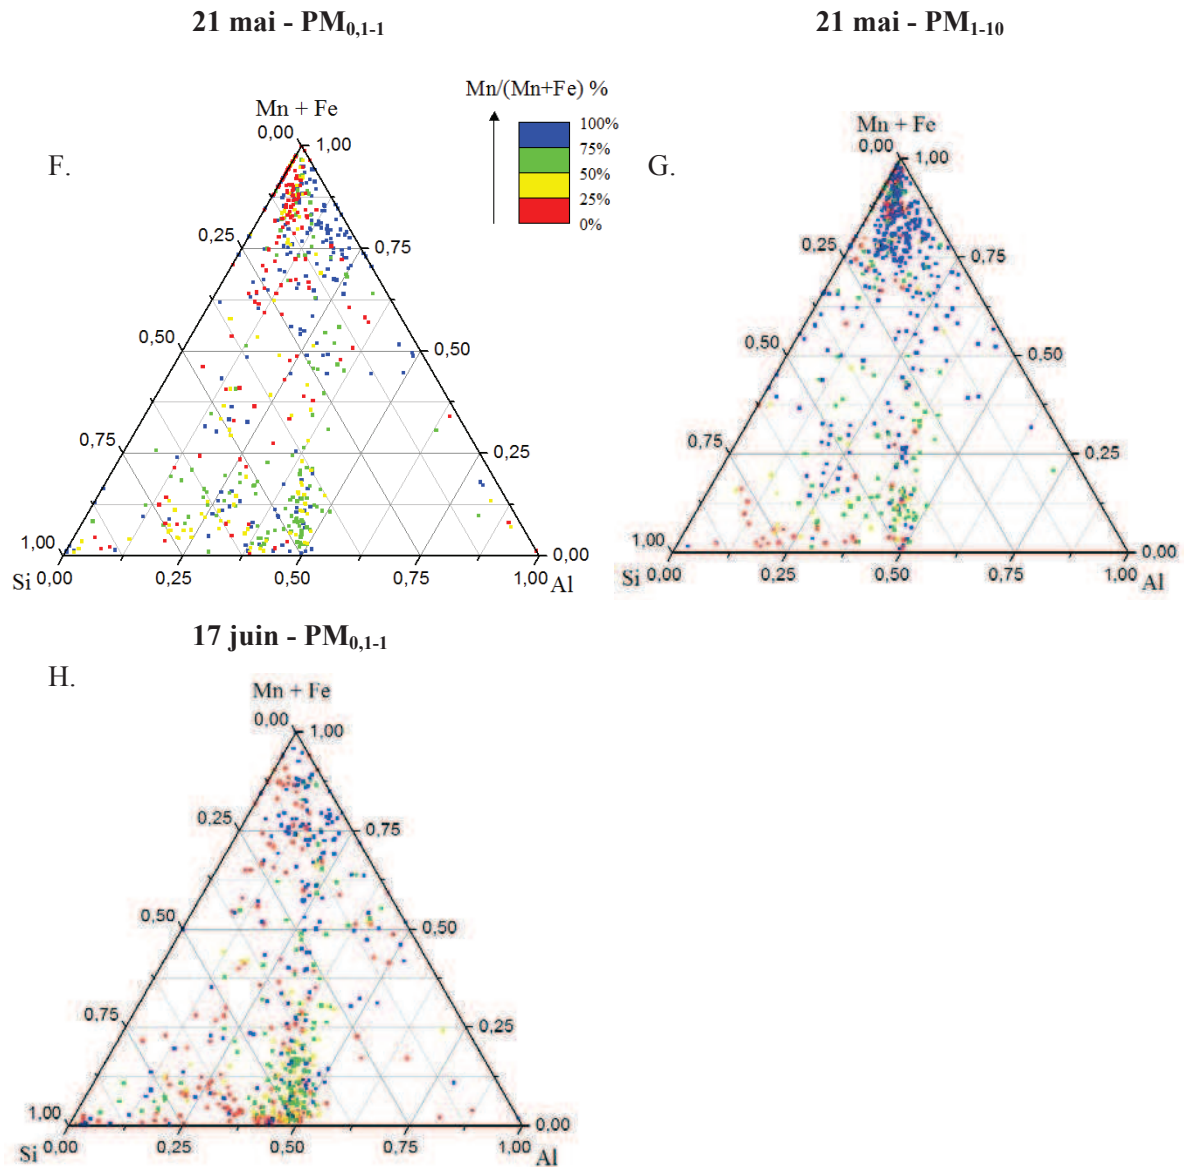 21 mai - PM0,1-1
21 mai - PM1-10
Mn/(Mn+Fe) %
100%
75%
50%
25%
0%
F.
Mn + Fe
0,00 1,00
0,25 0,75
0,50 0,50
0,75 0,25
1,00 0,00
Si 0,00 0,25 0,50 0,75 1,00 Al
G.
Mn + Fe
0,00 1,00
0,25 0,75
0,50 0,50
0,75 0,25
1,00 0,00
Si 0,00 0,25 0,50 0,75 1,00 Al
17 juin - PM0,1-1
H.
Mn + Fe
0,00 1,00
0,25 0,75
0,50 0,50
0,75 0,25
1,00 0,00
Si 0,00 0,25 0,50 0,75 1,00 Al